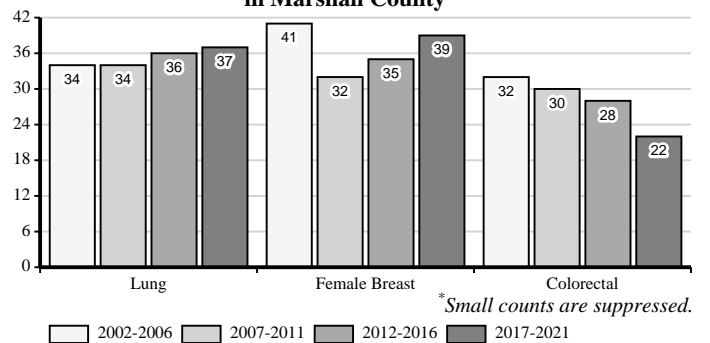 in Marshall County
42
36
30
24
18
12
6
0
34 34 36 37 41 32 35 39 32 30 28 22
Lung Female Breast Colorectal
*Small counts are suppressed.
2002-2006 2007-2011 2012-2016 2017-2021